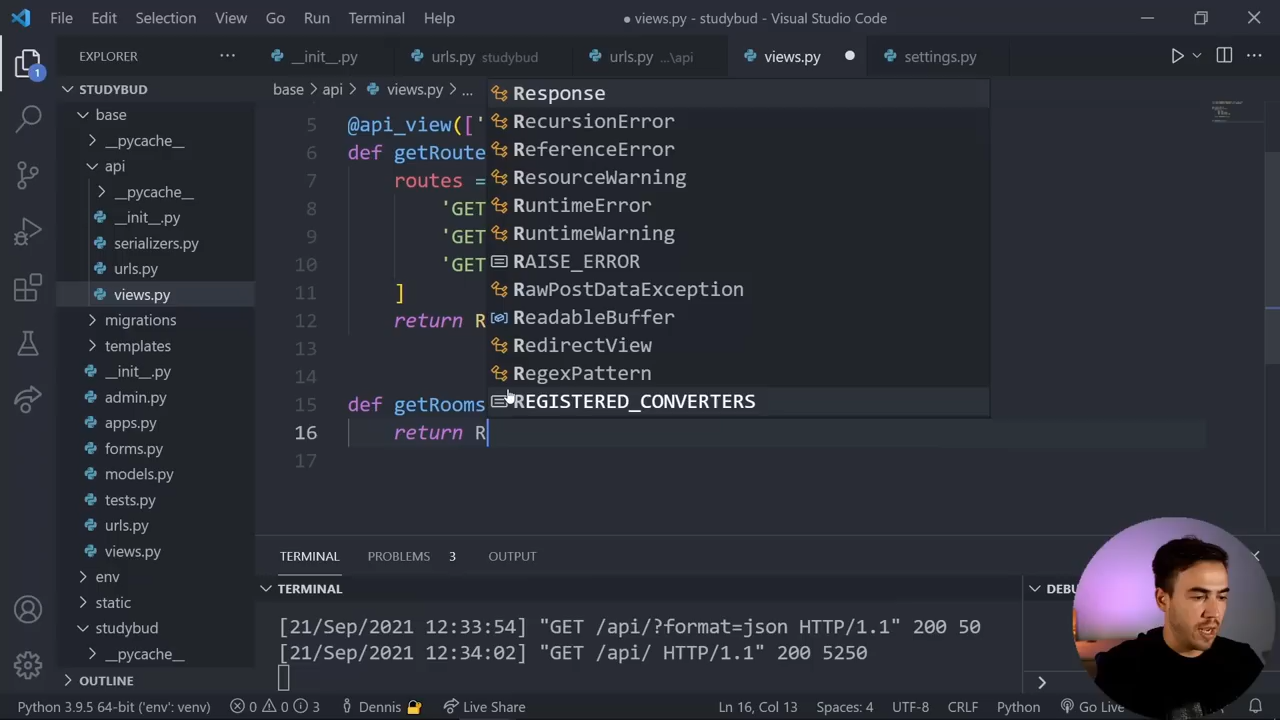 File Edit Selection View Go Run Terminal Help
● views.py - studybud - Visual Studio Code
EXPLORER
__init__.py
urls.py studybud
urls.py ...\api
views.py
settings.py
1
STUDYBUD
base
__pycache__
api
__pycache__
__init__.py
serializers.py
urls.py
views.py
migrations
templates
__init__.py
admin.py
apps.py
forms.py
models.py
tests.py
urls.py
views.py
env
static
studybud
__pycache__
OUTLINE
base > api > views.py > ...
5 @api_view(['
6 def getRoute
7 routes =
8 'GET
9 'GET
10 'GET
11 ]
12 return R
13
14
15 def getRooms
16 return R
17
Response
RecursionError
ReferenceError
ResourceWarning
RuntimeError
RuntimeWarning
RAISE_ERROR
RawPostDataException
ReadableBuffer
RedirectView
RegexPattern
REGISTERED_CONVERTERS
TERMINAL PROBLEMS 3 OUTPUT
TERMINAL
DEBU
[21/Sep/2021 12:33:54] "GET /api/?format=json HTTP/1.1" 200 50
[21/Sep/2021 12:34:02] "GET /api/ HTTP/1.1" 200 5250
Python 3.9.5 64-bit ('env': venv) 0 0 3 Dennis Live Share Ln 16, Col 13 Spaces: 4 UTF-8 CRLF Python Go Live